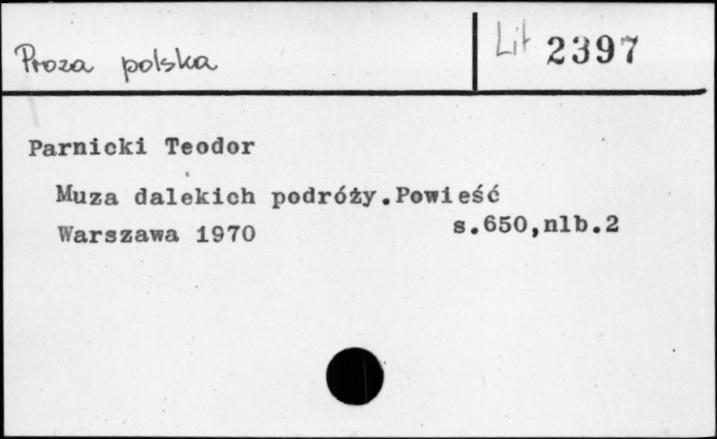 Proza polska
Lit 2397
Parnicki Teodor
Muza dalekich podróży.Powieść
Warszawa 1970 s.650,nlb.2